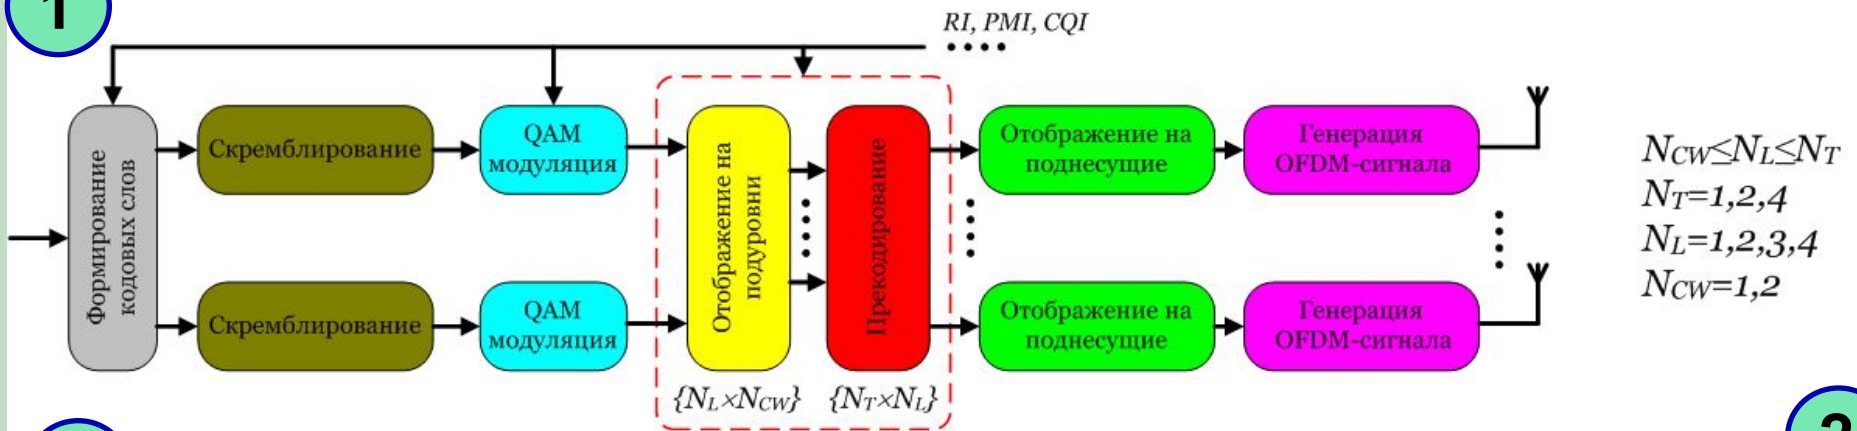 1
RI, PMI, CQI
Формирование
кодовых слов
Скремблирование
QAM
модуляция
Отображение на
подуровни
Прекодирование
Отображение на
поднесущие
Генерация
OFDM-сигнала
Скремблирование
QAM
модуляция
Отображение на
поднесущие
Генерация
OFDM-сигнала
{NL×NCW}
{NT×NL}
NCW≤NL≤NT
NT=1,2,4
NL=1,2,3,4
NCW=1,2